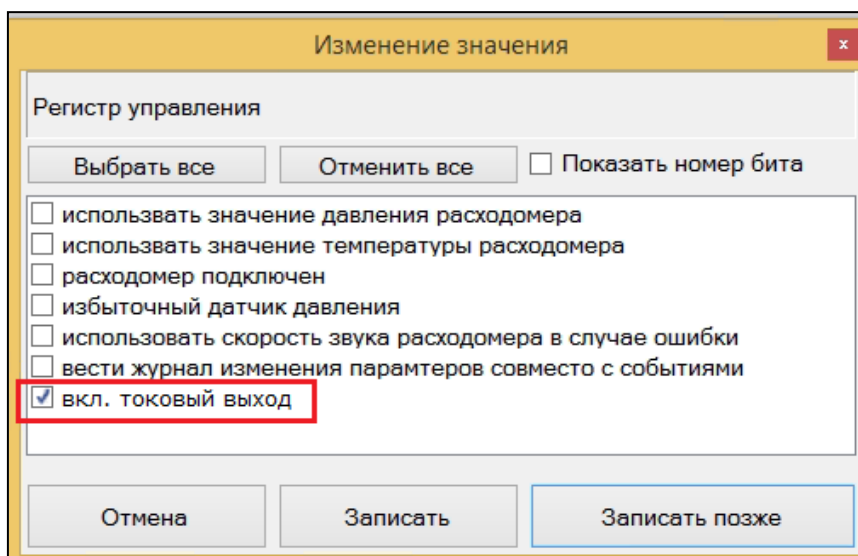 Изменение значения
x
Регистр управления
Выбрать все Отменить все Показать номер бита
использвать значение давления расходомера
использвать значение температуры расходомера
расходомер подключен
избыточный датчик давления
использовать скорость звука расходомера в случае ошибки
вести журнал изменения парамтеров совместо с событиями
вкл. токовый выход
Отмена Записать Записать позже